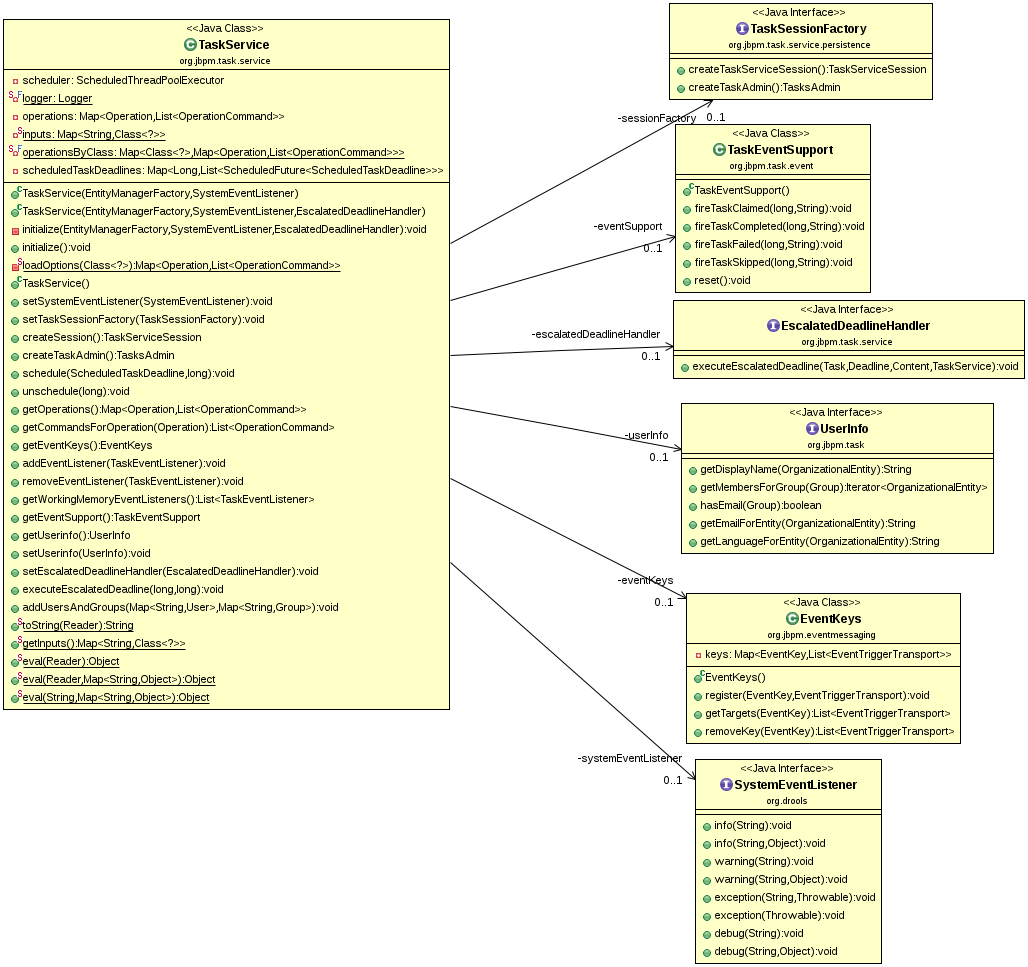 <<Java Class>>
TaskService
org.jbpm.task.service
scheduler: ScheduledThreadPoolExecutor
logger: Logger
operations: Map<Operation,List<OperationCommand>>
inputs: Map<String,Class<?>>
operationsByClass: Map<Class<?>,Map<Operation,List<OperationCommand>>>
scheduledTaskDeadlines: Map<Long,List<ScheduledFuture<ScheduledTaskDeadline>>>
TaskService(EntityManagerFactory,SystemEventListener)
TaskService(EntityManagerFactory,SystemEventListener,EscalatedDeadlineHandler)
initialize(EntityManagerFactory,SystemEventListener,EscalatedDeadlineHandler):void
initialize():void
loadOptions(Class<?>):Map<Operation,List<OperationCommand>>
TaskService()
setSystemEventListener(SystemEventListener):void
setTaskSessionFactory(TaskSessionFactory):void
createSession():TaskServiceSession
createTaskAdmin():TasksAdmin
schedule(ScheduledTaskDeadline,long):void
unschedule(long):void
getOperations():Map<Operation,List<OperationCommand>>
getCommandsForOperation(Operation):List<OperationCommand>
getEventKeys():EventKeys
addEventListener(TaskEventListener):void
removeEventListener(TaskEventListener):void
getWorkingMemoryEventListeners():List<TaskEventListener>
getEventSupport():TaskEventSupport
getUserinfo():UserInfo
setUserinfo(UserInfo):void
setEscalatedDeadlineHandler(EscalatedDeadlineHandler):void
executeEscalatedDeadline(long,long):void
addUsersAndGroups(Map<String,User>,Map<String,Group>):void
toString(Reader):String
getInputs():Map<String,Class<?>>
eval(Reader):Object
eval(Reader,Map<String,Object>):Object
eval(String,Map<String,Object>):Object
-sessionFactory
0..1
-eventSupport
0..1
-escalatedDeadlineHandler
0..1
-userInfo
0..1
-eventKeys
0..1
-systemEventListener
0..1
<<Java Interface>>
TaskSessionFactory
org.jbpm.task.service.persistence
createTaskServiceSession():TaskServiceSession
createTaskAdmin():TasksAdmin
<<Java Class>>
TaskEventSupport
org.jbpm.task.event
TaskEventSupport()
fireTaskClaimed(long,String):void
fireTaskCompleted(long,String):void
fireTaskFailed(long,String):void
fireTaskSkipped(long,String):void
reset():void
<<Java Interface>>
EscalatedDeadlineHandler
org.jbpm.task.service
executeEscalatedDeadline(Task,Deadline,Content,TaskService):void
<<Java Interface>>
UserInfo
org.jbpm.task
getDisplayName(OrganizationalEntity):String
getMembersForGroup(Group):Iterator<OrganizationalEntity>
hasEmail(Group):boolean
getEmailForEntity(OrganizationalEntity):String
getLanguageForEntity(OrganizationalEntity):String
<<Java Class>>
EventKeys
org.jbpm.eventmessaging
keys: Map<EventKey,List<EventTriggerTransport>>
EventKeys()
register(EventKey,EventTriggerTransport):void
getTargets(EventKey):List<EventTriggerTransport>
removeKey(EventKey):List<EventTriggerTransport>
<<Java Interface>>
SystemEventListener
org.drools
info(String):void
info(String,Object):void
warning(String):void
warning(String,Object):void
exception(String,Throwable):void
exception(Throwable):void
debug(String):void
debug(String,Object):void